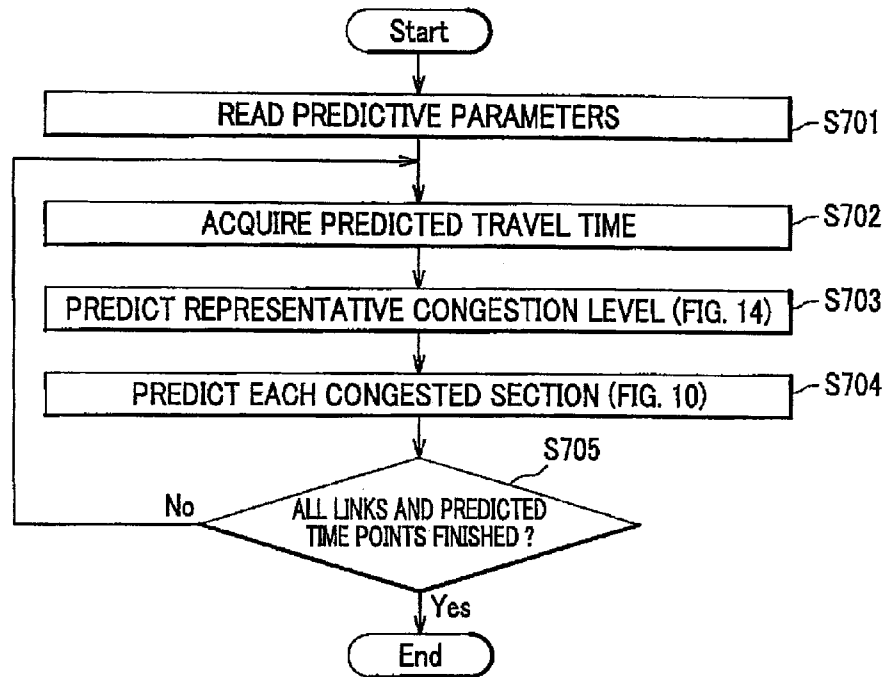 Start
READ PREDICTIVE PARAMETERS
S701
ACQUIRE PREDICTED TRAVEL TIME
S702
PREDICT REPRESENTATIVE CONGESTION LEVEL (FIG. 14)
S703
PREDICT EACH CONGESTED SECTION (FIG. 10)
S704
S705
No
ALL LINKS AND PREDICTED
TIME POINTS FINISHED ?
Yes
End